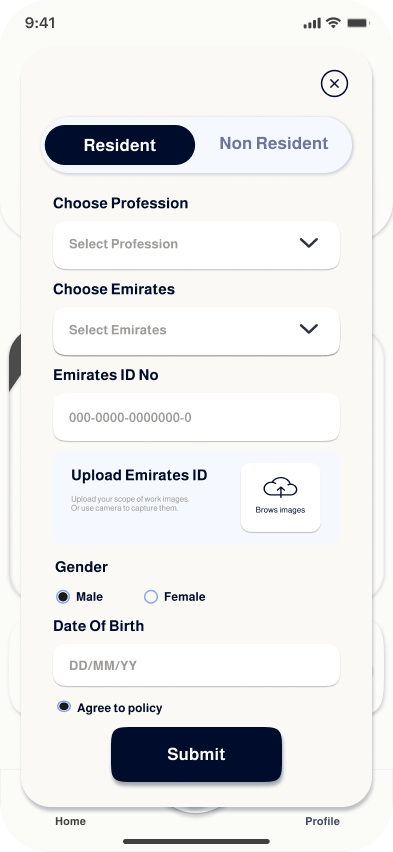 9:41
Resident
Non Resident
Choose Profession
Select Profession
Choose Emirates
Select Emirates
Emirates ID No
000-0000-0000000-0
Upload Emirates ID
Upload your scope of work images.
Or use camera to capture them.
Brows images
Gender
Male
Female
Date Of Birth
DD/MM/YY
Agree to policy
Submit
Home
Profile